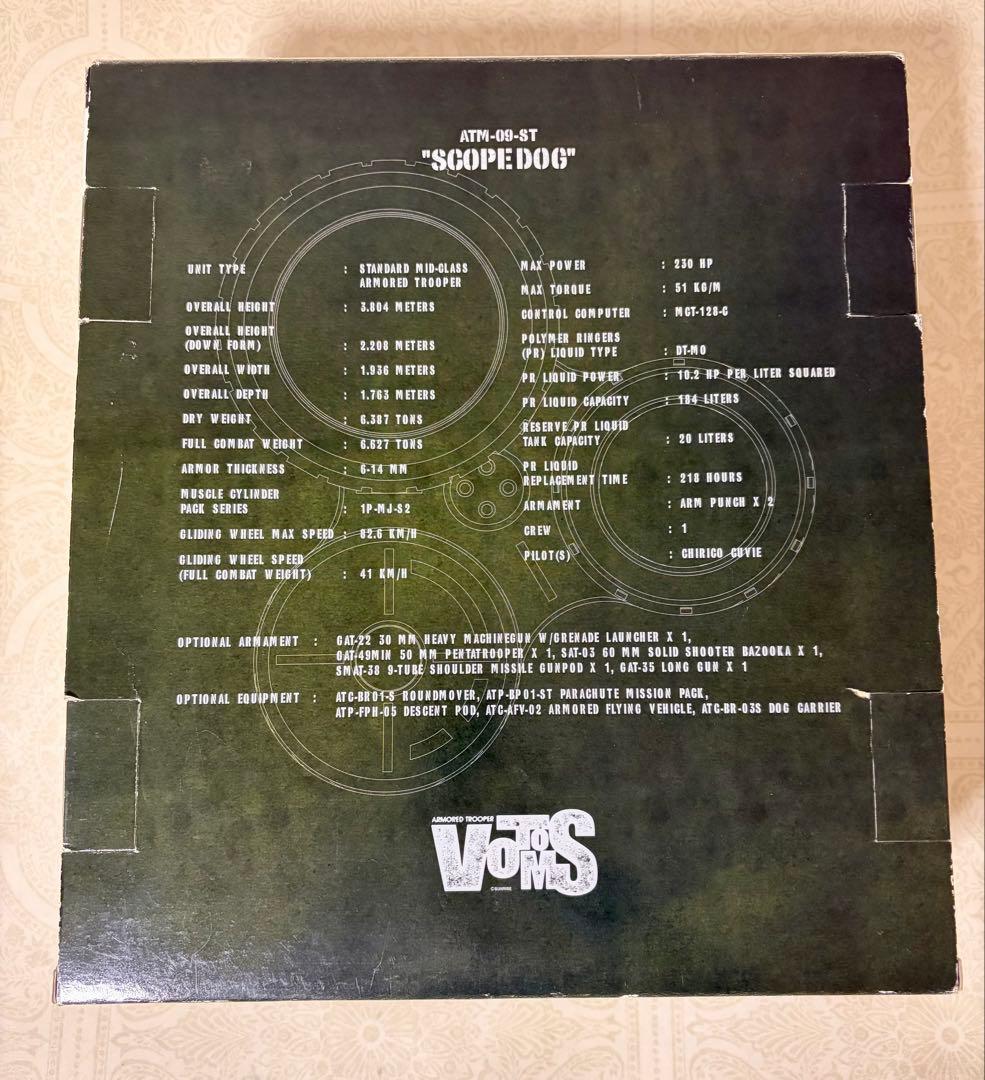 ATM-09-ST
"SCOPEDOG"
UNIT TYPE : STANDARD MID-CLASS
ARMORED TROOPER
OVERALL HEIGHT : 3.804 METERS
OVERALL HEIGHT
(DOWN FORM) : 2.208 METERS
OVERALL WIDTH : 1.936 METERS
OVERALL DEPTH : 1.763 METERS
DRY WEIGHT : 6.387 TONS
FULL COMBAT WEIGHT : 6.627 TONS
ARMOR THICKNESS : 6-14 MM
MUSCLE CYLINDER
PACK SERIES : 1P-MJ-S2
GLIDING WHEEL MAX SPEED : 82.6 KM/H
GLIDING WHEEL SPEED
(FULL COMBAT WEIGHT) : 41 KM/H
MAX POWER : 230 HP
MAX TORQUE : 51 KG/M
CONTROL COMPUTER : MCT-128-C
POLYMER RINGERS
(PR) LIQUID TYPE : DT-MO
PR LIQUID POWER : 10.2 HP PER LITER SQUARED
PR LIQUID CAPACITY : 184 LITERS
RESERVE PR LIQUID
TANK CAPACITY : 20 LITERS
PR LIQUID
REPLACEMENT TIME : 218 HOURS
ARMAMENT : ARM PUNCH X 2
CREW : 1
PILOT(S) : CHIRICO CUVIE
OPTIONAL ARMAMENT : GAT-22 30 MM HEAVY MACHINEGUN W/GRENADE LAUNCHER X 1,
GAT-49MIN 50 MM PENTATROOPER X 1, SAT-03 60 MM SOLID SHOOTER BAZOOKA X 1,
SMAT-38 9-TUBE SHOULDER MISSILE GUNPOD X 1, GAT-35 LONG GUN X 1
OPTIONAL EQUIPMENT : ATC-BR01-S ROUNDMOVER, ATP-BP01-ST PARACHUTE MISSION PACK,
ATP-FPH-05 DESCENT POD, ATC-AFV-02 ARMORED FLYING VEHICLE, ATC-BR-03S DOG CARRIER
ARMORED TROOPER
VOTOMS
©SUNRISE